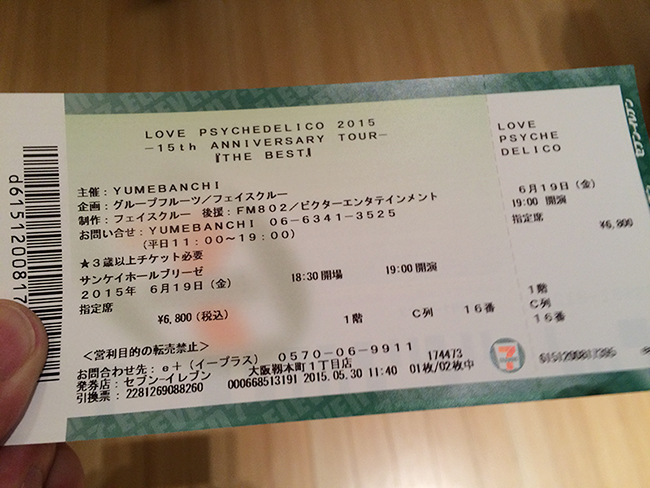 LOVE PSYCHEDELICO 2015
-15th ANNIVERSARY TOUR-
『THE BEST』
主催：YUMEBANCHI
企画：グループフルーツ／フェイスクルー
制作：フェイスクルー 後援：FM802／ビクターエンタテインメント
お問い合せ：YUMEBANCHI 06-6341-3525
(平日11:00〜19:00)
★3歳以上チケット必要
サンケイホールブリーゼ 18:30開場 19:00開演
2015年 6月19日(金)
指定席
¥6,800(税込) 1階 C列 16番
＜営利目的の転売禁止＞
お問合わせ先：e+(イープラス) 0570-06-9911
発券店：セブン-イレブン 大阪靱本町1丁目店 174473
引換票：2281269088260 000668513191 2015.05.30 11:40 01枚/02枚中
LOVE
PSYCHE
DELICO
6月19日(金)
19:00 開演
指定席 ¥6,800
1階
C列
16番
セブン-イレブン
d6151200817